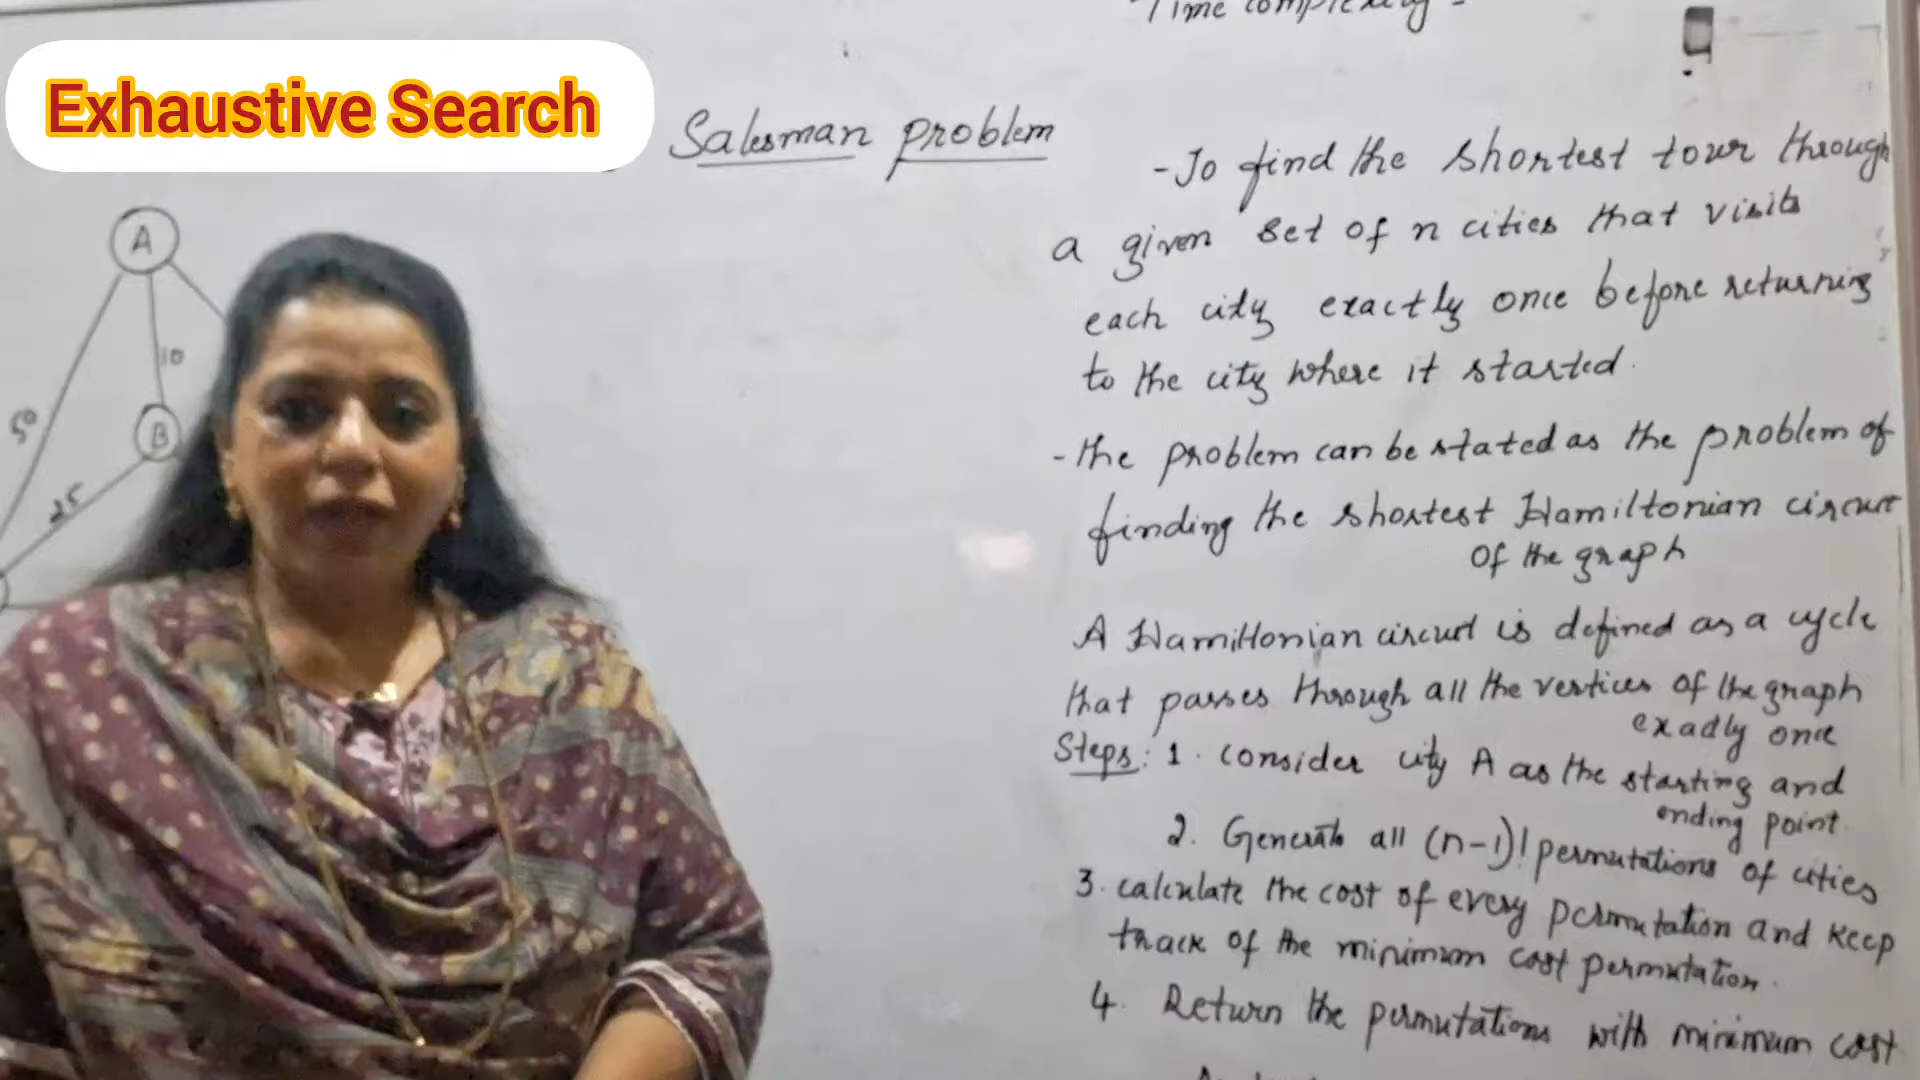 Time complexity -
Exhaustive Search
Salesman problem
- To find the shortest tour through
a given set of n cities that visits
each city exactly once before returning
to the city where it started.
- the problem can be stated as the problem of
finding the shortest Hamiltonian circuit
of the graph
A Hamiltonian circuit is defined as a cycle
that passes through all the vertices of the graph
exactly once
Steps: 1. consider city A as the starting and
ending point.
2. Generate all (n-1)! permutations of cities
3. calculate the cost of every permutation and keep
track of the minimum cost permutation.
4. Return the permutations with minimum cost
A
10
50
B
25